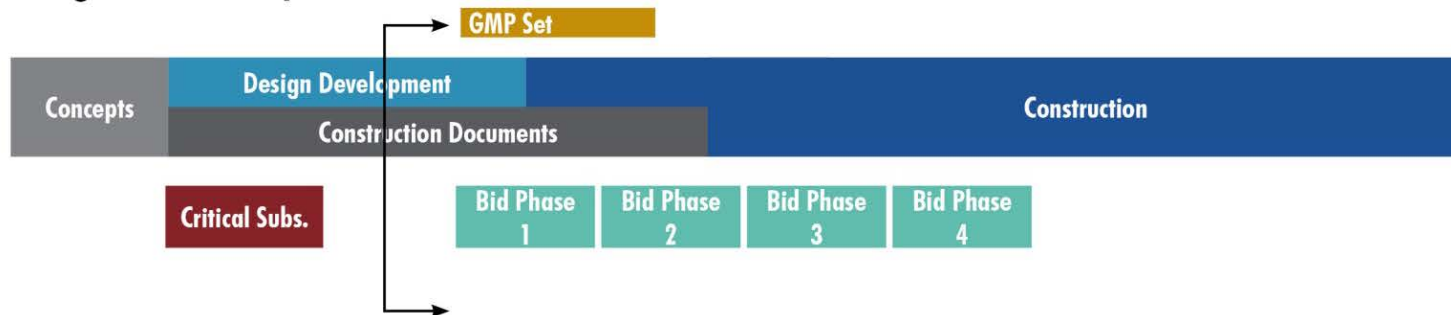 GMP Set
Concepts
Design Development
Construction Documents
Construction
Critical Subs.
Bid Phase
1
Bid Phase
2
Bid Phase
3
Bid Phase
4